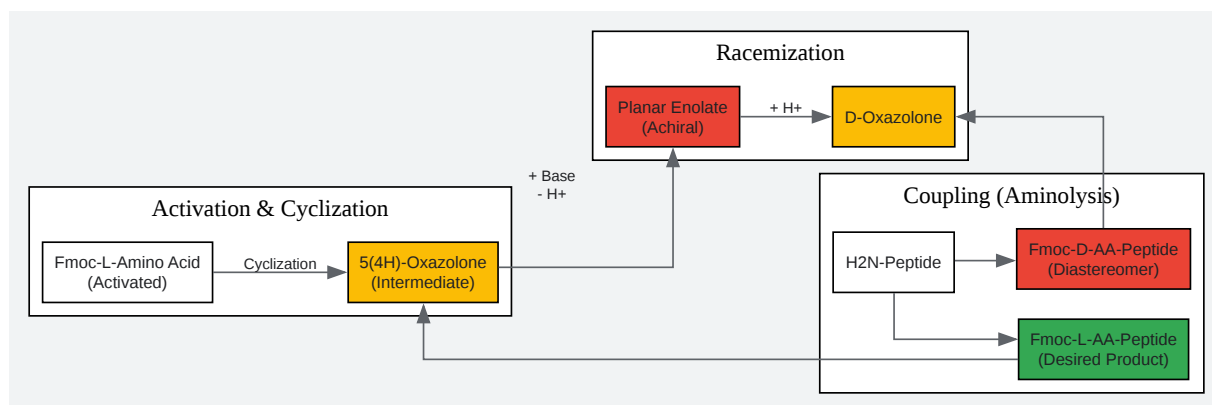 Racemization
Planar Enolate
(Achiral)
+ H+
D-Oxazolone
+ Base
- H+
Activation & Cyclization
Fmoc-L-Amino Acid
(Activated)
Cyclization
5(4H)-Oxazolone
(Intermediate)
Coupling (Aminolysis)
H2N-Peptide
Fmoc-D-AA-Peptide
(Diastereomer)
Fmoc-L-AA-Peptide
(Desired Product)